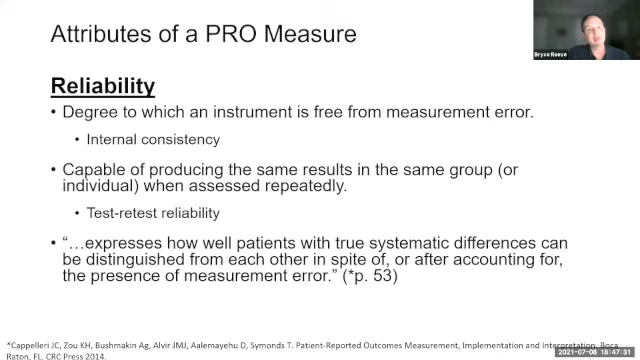 Attributes of a PRO Measure
Bryce Reeve
Reliability
• Degree to which an instrument is free from measurement error.
• Internal consistency
• Capable of producing the same results in the same group (or
individual) when assessed repeatedly.
• Test-retest reliability
• “…expresses how well patients with true systematic differences can
be distinguished from each other in spite of, or after accounting for,
the presence of measurement error.” (*p. 53)
*Cappelleri JC, Zou KH, Bushmakin Ag, Alvir JMJ, Aalemayehu D, Symonds T. Patient-Reported Outcomes Measurement, Implementation and Interpretation, Boca
Raton, FL. CRC Press 2014.
2021-07-08 18:47:31